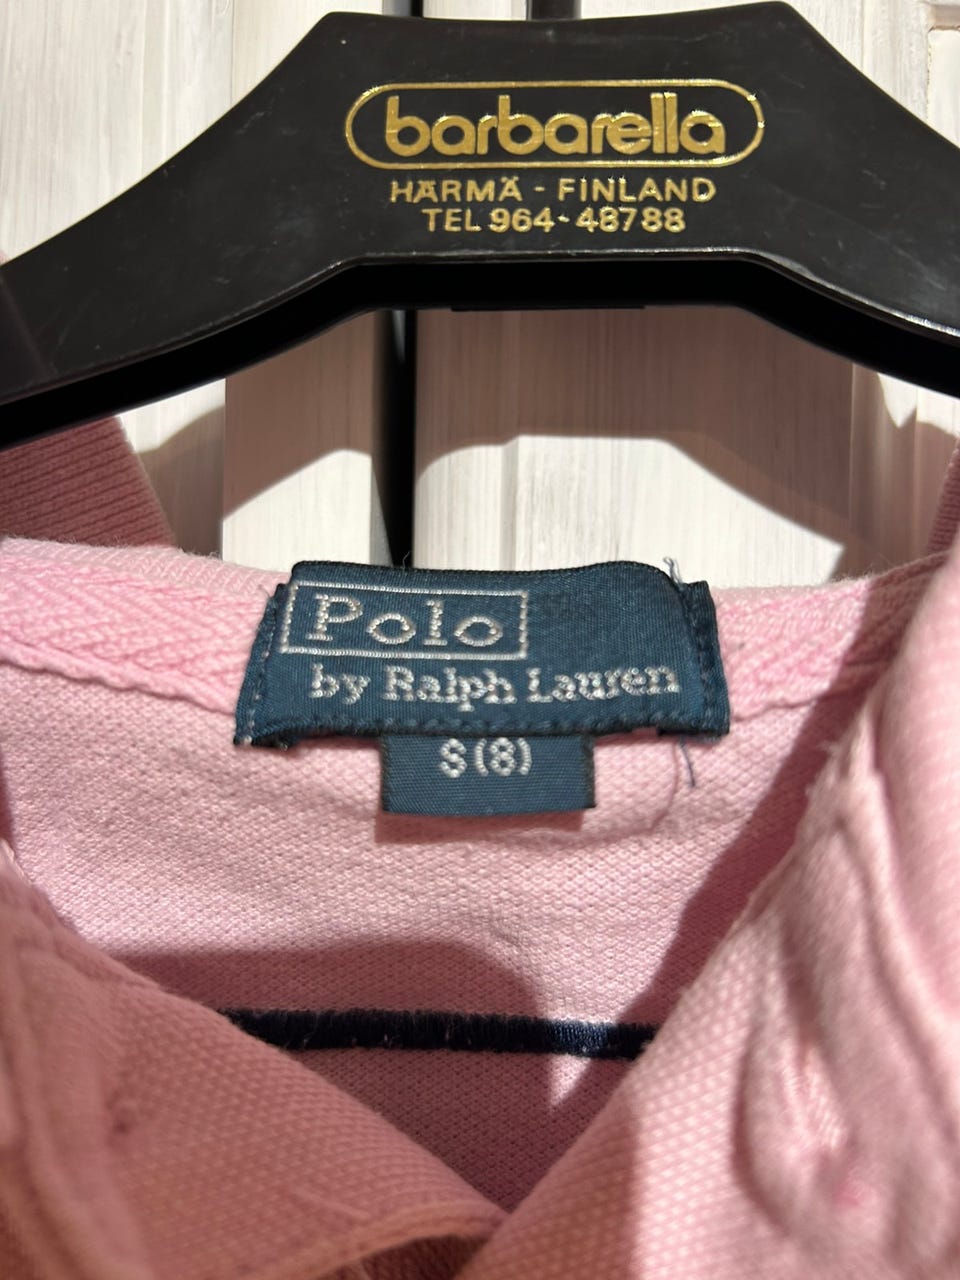 barbarella
HÄRMÄ - FINLAND
TEL 964-48788
Polo
by Ralph Lauren
S(8)